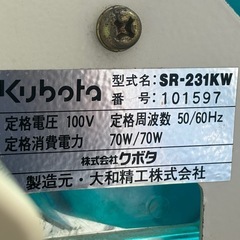 Kubota 型式名: SR-231KW
番 号: 101597
定格電圧 100V 定格周波数 50/60Hz
定格消費電力 70W/70W
株式会社クボタ
製造元・大和精工株式会社